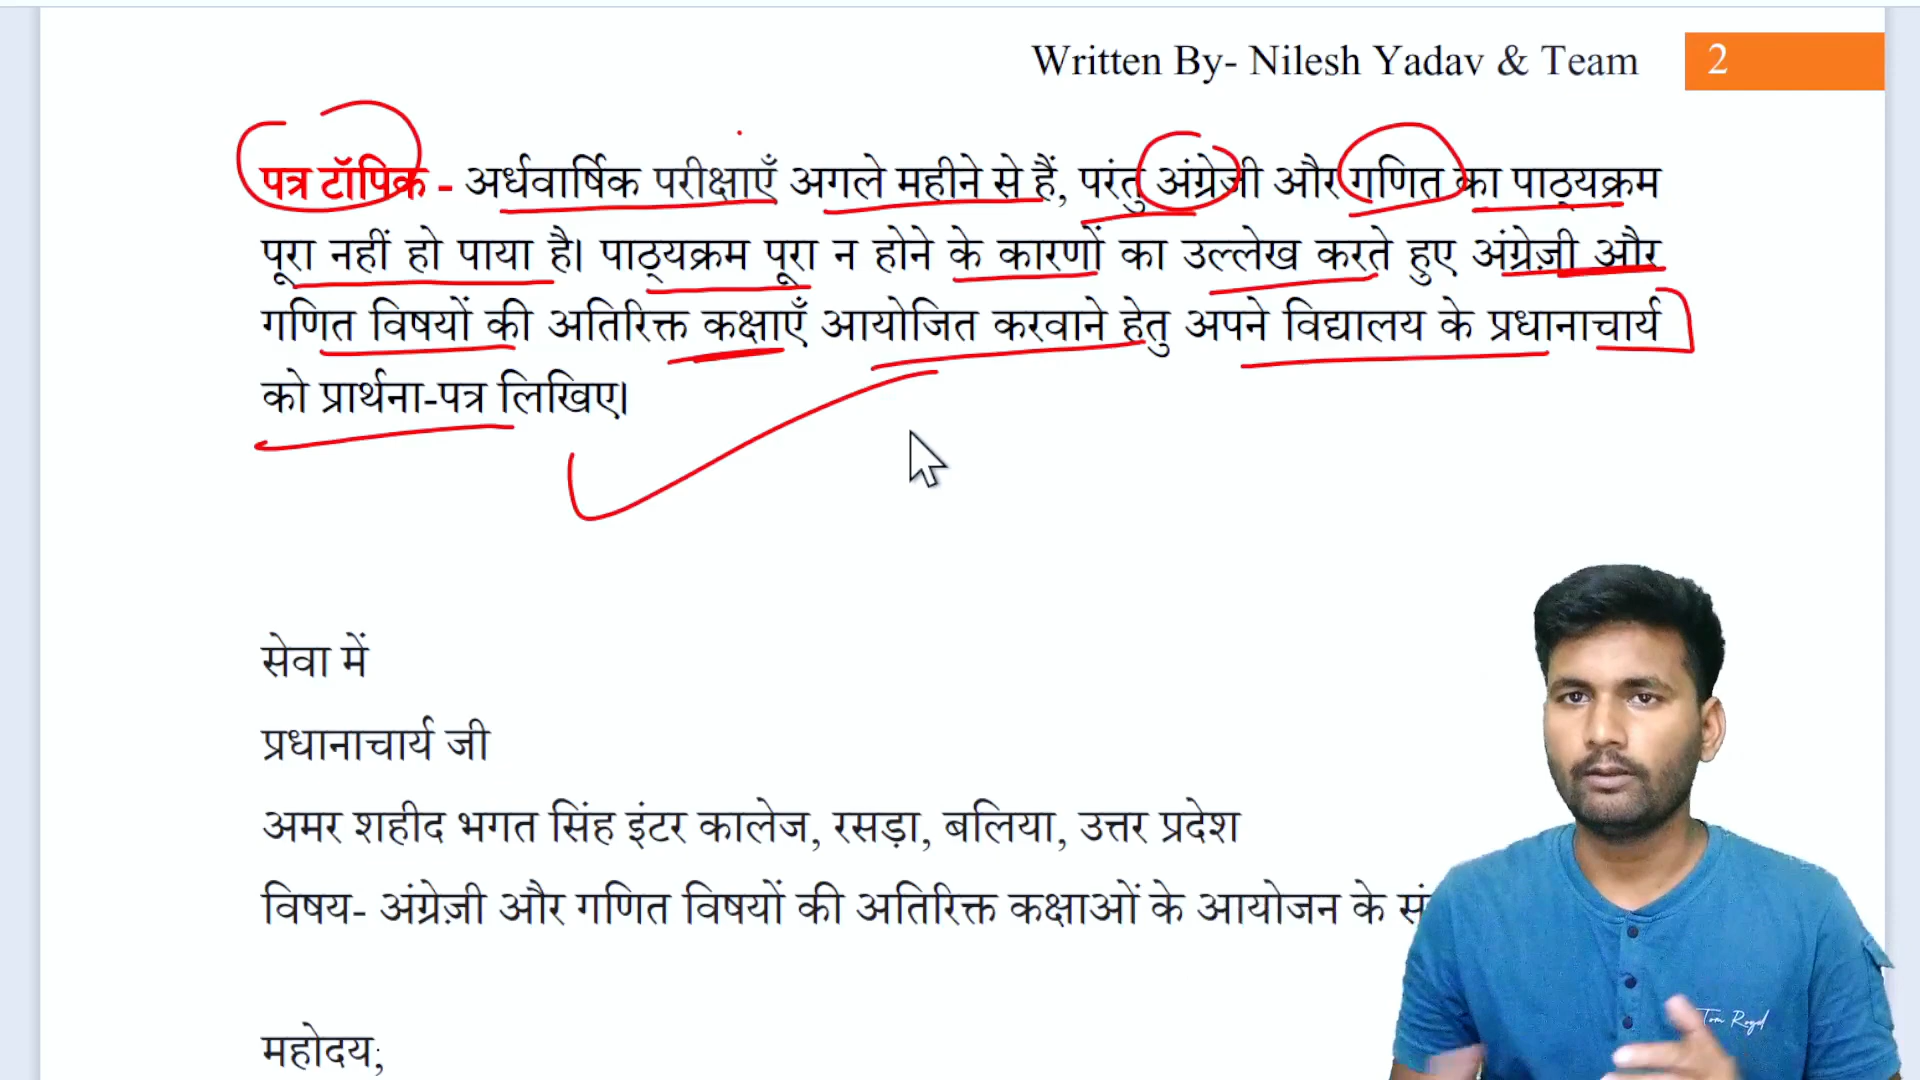 Written By- Nilesh Yadav & Team
2
पत्र टॉपिक - अर्धवार्षिक परीक्षाएँ अगले महीने से हैं, परंतु अंग्रेजी और गणित का पाठ्यक्रम
पूरा नहीं हो पाया है। पाठ्यक्रम पूरा न होने के कारणों का उल्लेख करते हुए अंग्रेज़ी और
गणित विषयों की अतिरिक्त कक्षाएँ आयोजित करवाने हेतु अपने विद्यालय के प्रधानाचार्य
को प्रार्थना-पत्र लिखिए।
सेवा में
प्रधानाचार्य जी
अमर शहीद भगत सिंह इंटर कालेज, रसड़ा, बलिया, उत्तर प्रदेश
विषय- अंग्रेज़ी और गणित विषयों की अतिरिक्त कक्षाओं के आयोजन के
महोदय;
Tom Royd